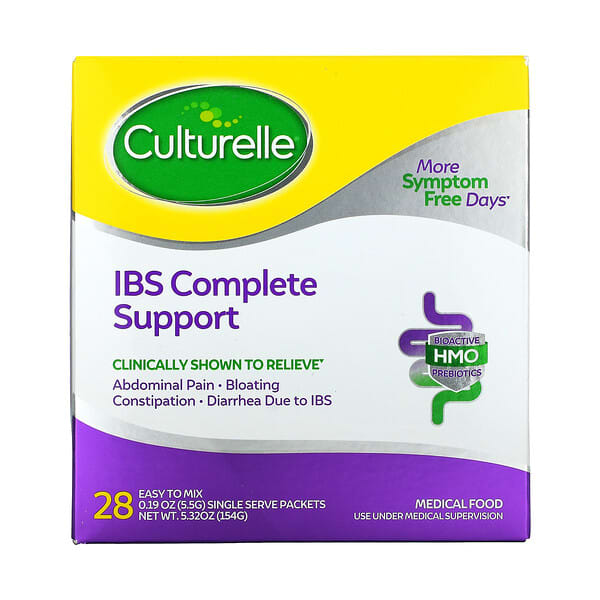 Culturelle®
More
Symptom
Free Days▼
IBS Complete
Support
CLINICALLY SHOWN TO RELIEVE▼
Abdominal Pain • Bloating
Constipation • Diarrhea Due to IBS
BIOACTIVE
HMO
PREBIOTICS
28
EASY TO MIX
0.19 OZ (5.5G) SINGLE SERVE PACKETS
NET WT. 5.32OZ (154G)
MEDICAL FOOD
USE UNDER MEDICAL SUPERVISION